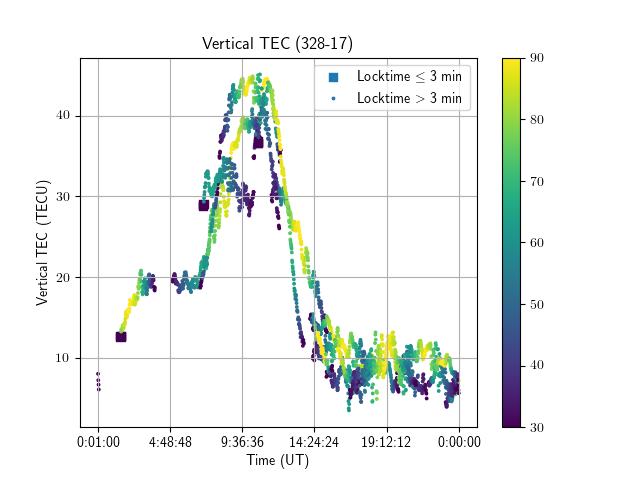 Vertical TEC (328-17)
Locktime ≤ 3 min
Locktime > 3 min
Vertical TEC (TECU)
40
30
20
10
0:01:00 4:48:48 9:36:36 14:24:24 19:12:12 0:00:00
Time (UT)
90
80
70
60
50
40
30